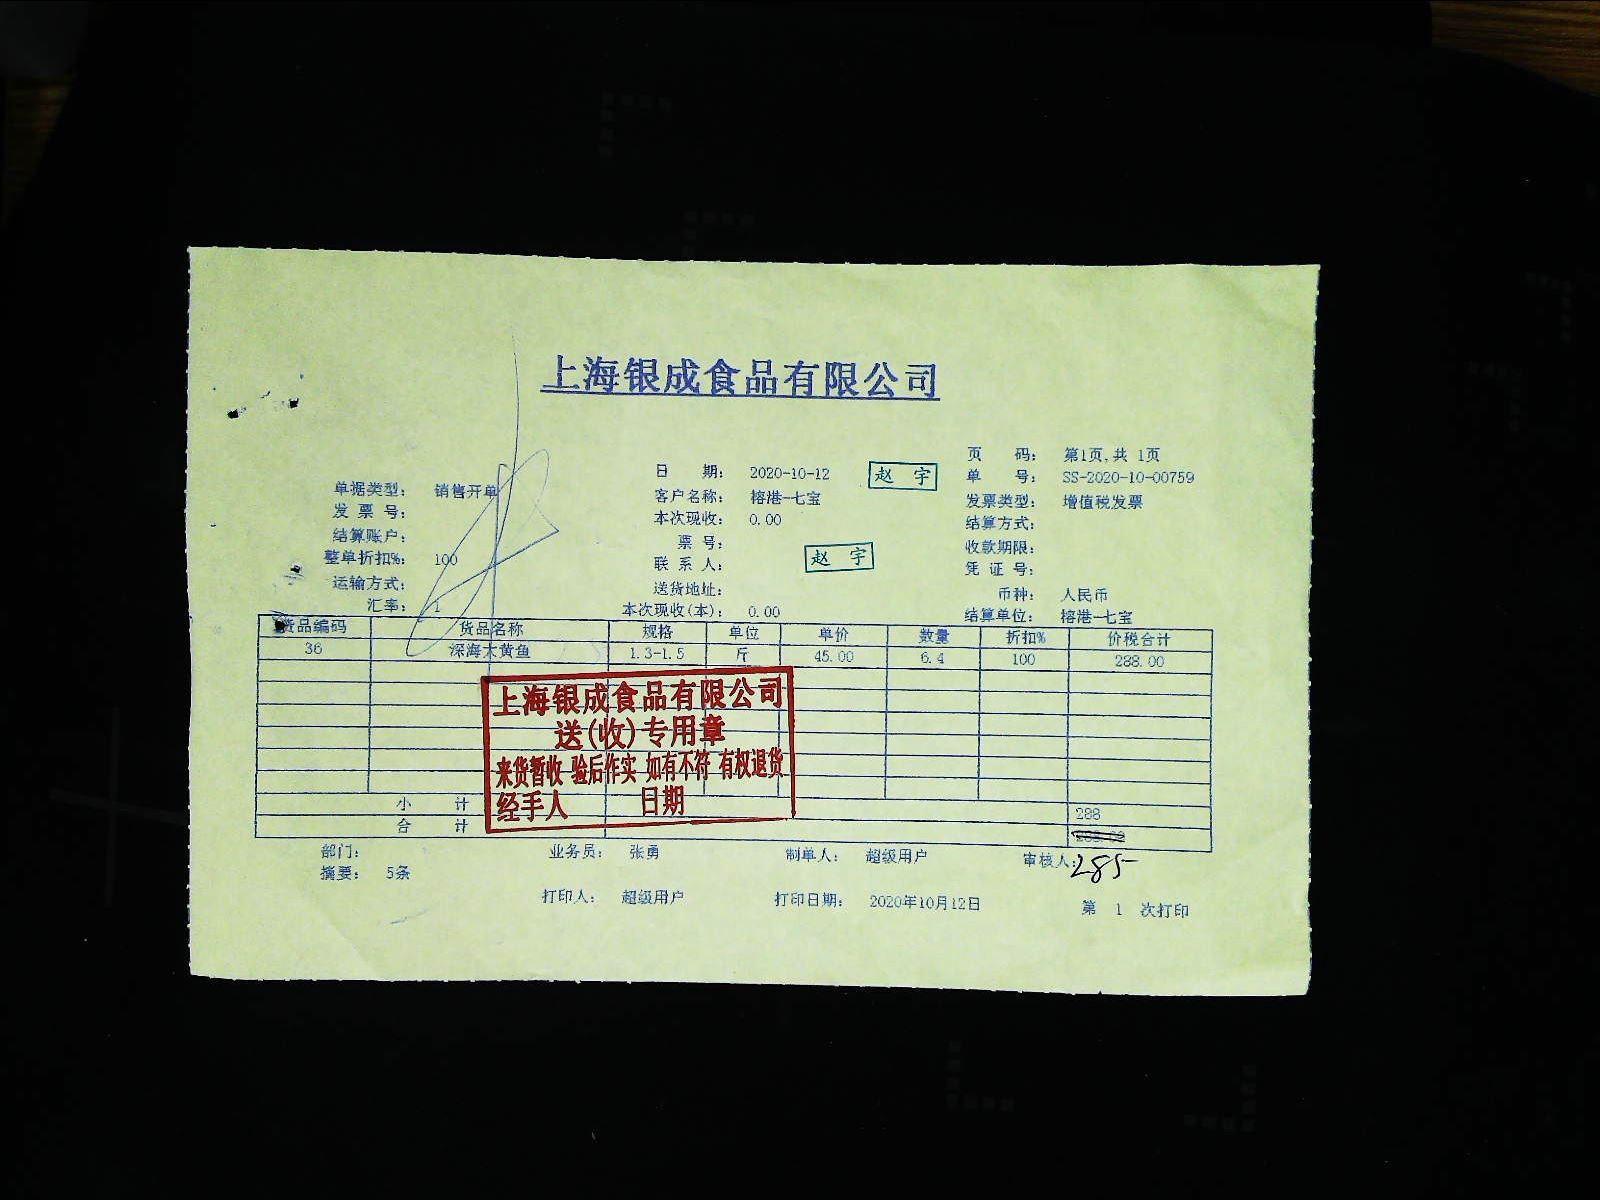 上海银成食品有限公司
页 码： 第1页,共 1页
日 期： 2020-10-12 赵 宇 单 号： SS-2020-10-00759
单据类型： 销售开单 客户名称： 榕港-七宝 发票类型： 增值税发票
发 票 号： 本次现收： 0.00 结算方式：
结算账户： 票 号： 收款期限：
整单折扣%： 100 联 系 人： 赵 宇 凭 证 号：
运输方式： 送货地址： 币种： 人民币
汇率： 1 本次现收(本)： 0.00 结算单位： 榕港-七宝
货品编码 货品名称 规格 单位 单价 数量 折扣% 价税合计
36 深海大黄鱼 1.3-1.5 斤 45.00 6.4 100 288.00
上海银成食品有限公司
送(收)专用章
来货暂收 验后作实 如有不符 有权退货
经手人 日期
小 计 288
合 计
285
部门： 业务员： 张勇 制单人： 超级用户 审核人：
摘要： 5条
打印人： 超级用户 打印日期： 2020年10月12日 第 1 次打印